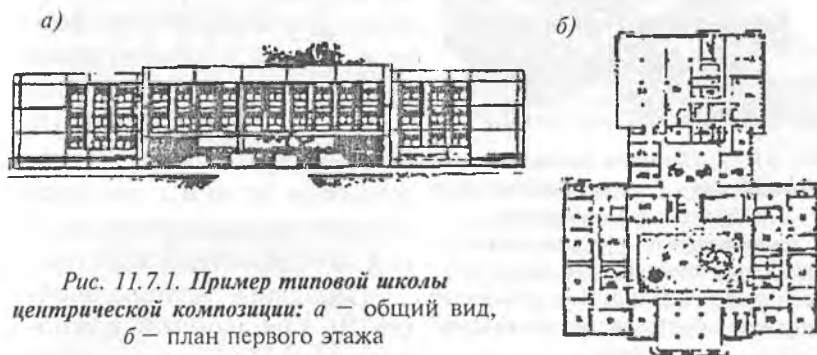 а)
б)
Рис. 11.7.1. Пример типовой школы
центрической композиции: а – общий вид,
б – план первого этажа